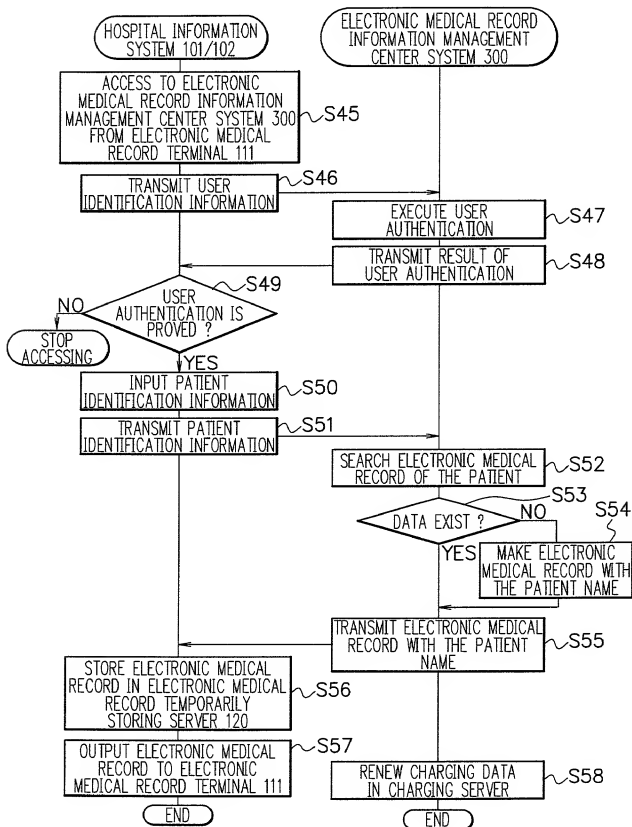 HOSPITAL INFORMATION
SYSTEM 101/102
ELECTRONIC MEDICAL RECORD
INFORMATION MANAGEMENT
CENTER SYSTEM 300
ACCESS TO ELECTRONIC
MEDICAL RECORD INFORMATION
MANAGEMENT CENTER SYSTEM 300
FROM ELECTRONIC MEDICAL
RECORD TERMINAL 111
S45
TRANSMIT USER
IDENTIFICATION INFORMATION
S46
EXECUTE USER
AUTHENTICATION
S47
TRANSMIT RESULT OF
USER AUTHENTICATION
S48
USER
AUTHENTICATION IS
PROVED ?
S49
NO
STOP
ACCESSING
YES
INPUT PATIENT
IDENTIFICATION INFORMATION
S50
TRANSMIT PATIENT
IDENTIFICATION INFORMATION
S51
SEARCH ELECTRONIC MEDICAL
RECORD OF THE PATIENT
S52
DATA EXIST ?
S53
NO
YES
MAKE ELECTRONIC
MEDICAL RECORD WITH
THE PATIENT NAME
S54
TRANSMIT ELECTRONIC MEDICAL
RECORD WITH THE PATIENT
NAME
S55
STORE ELECTRONIC MEDICAL
RECORD IN ELECTRONIC MEDICAL
RECORD TEMPORARILY
STORING SERVER 120
S56
OUTPUT ELECTRONIC MEDICAL
RECORD TO ELECTRONIC
MEDICAL RECORD TERMINAL 111
S57
RENEW CHARGING DATA
IN CHARGING SERVER
S58
END
END